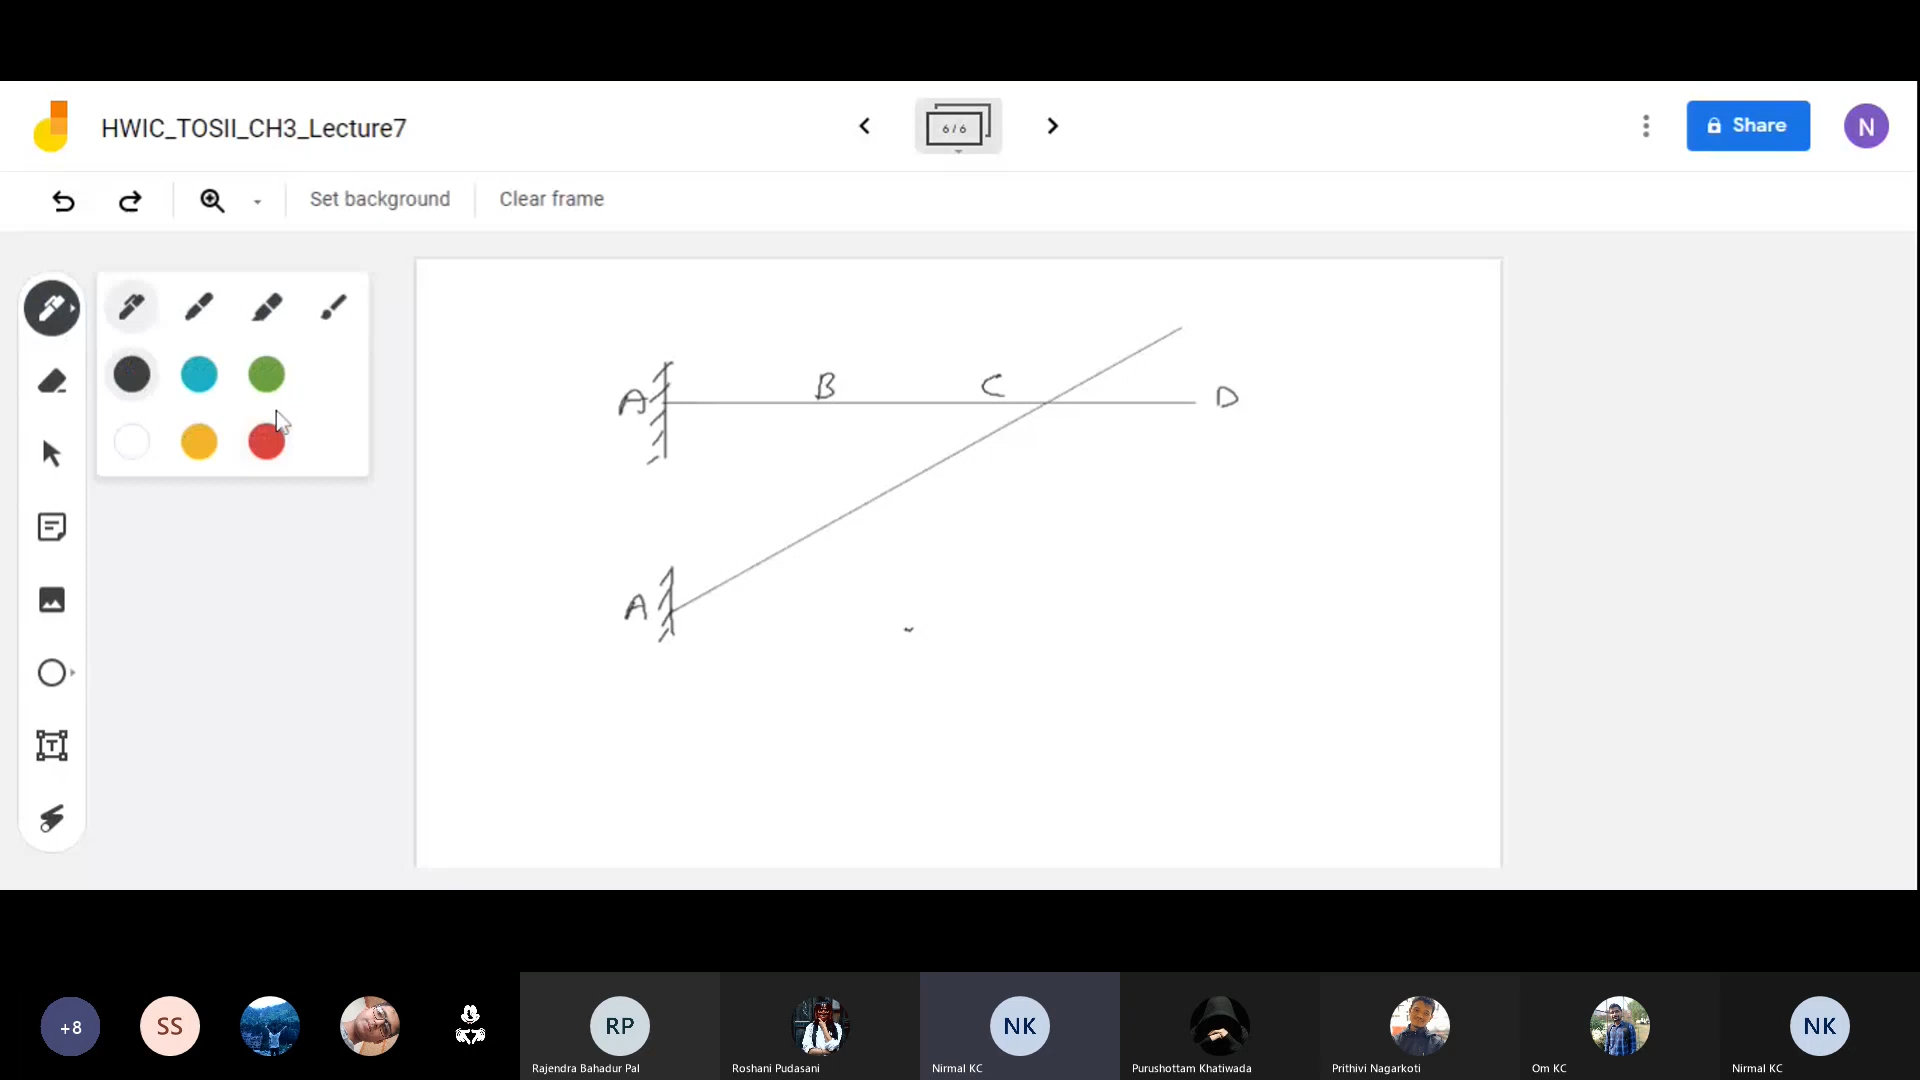 HWIC_TOSII_CH3_Lecture7
6/6
Share
N
Set background
Clear frame
A B C D
A
T
+8
SS
RP
NK
NK
Rajendra Bahadur Pal
Roshani Pudasani
Nirmal KC
Purushottam Khatiwada
Prithivi Nagarkoti
Om KC
Nirmal KC